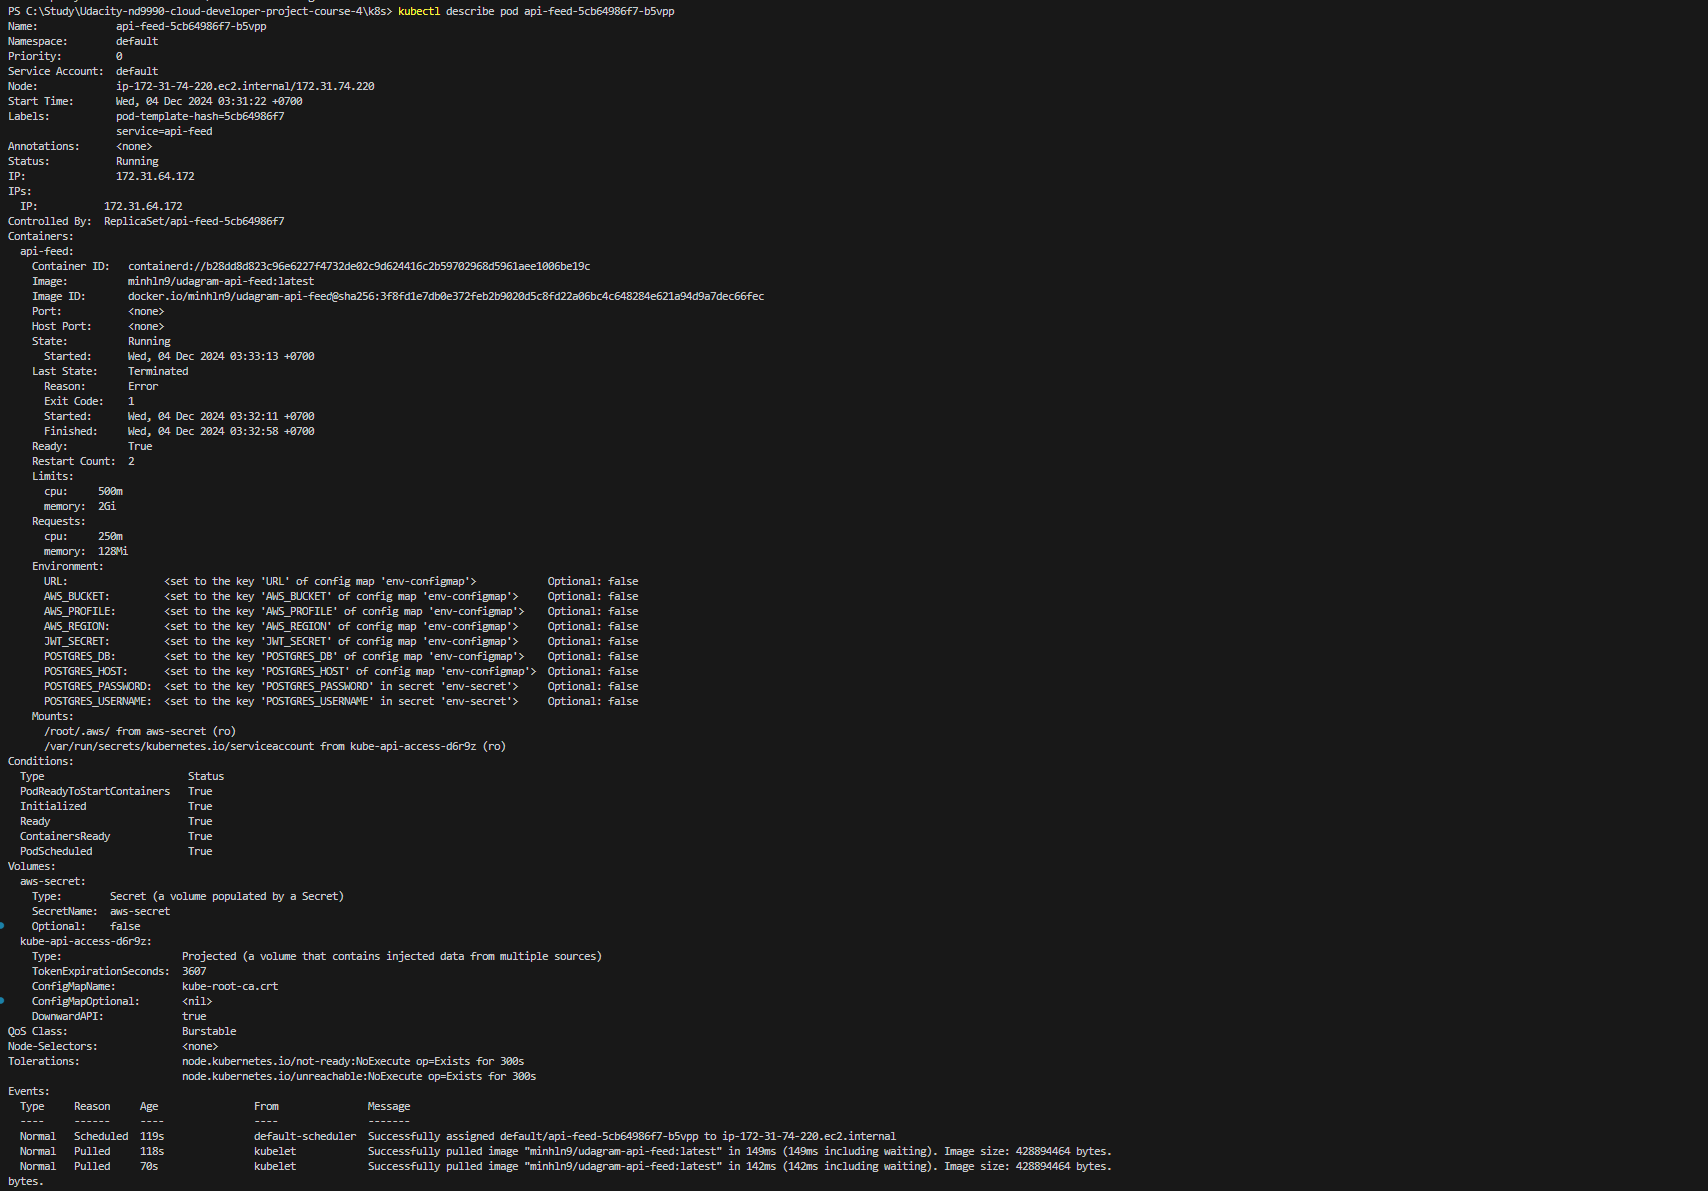 PS C:\Study\Udacity-nd9990-cloud-developer-project-course-4\k8s> kubectl describe pod api-feed-5cb64986f7-b5vpp
Name:             api-feed-5cb64986f7-b5vpp
Namespace:        default
Priority:         0
Service Account:  default
Node:             ip-172-31-74-220.ec2.internal/172.31.74.220
Start Time:       Wed, 04 Dec 2024 03:31:22 +0700
Labels:           pod-template-hash=5cb64986f7
                  service=api-feed
Annotations:      <none>
Status:           Running
IP:               172.31.64.172
IPs:
  IP:           172.31.64.172
Controlled By:  ReplicaSet/api-feed-5cb64986f7
Containers:
  api-feed:
    Container ID:   containerd://b28dd8d823c96e6227f4732de02c9d624416c2b59702968d5961aee1006be19c
    Image:          minhln9/udagram-api-feed:latest
    Image ID:       docker.io/minhln9/udagram-api-feed@sha256:3f8fd1e7db0e372feb2b9020d5c8fd22a06bc4c648284e621a94d9a7dec66fec
    Port:           <none>
    Host Port:      <none>
    State:          Running
      Started:      Wed, 04 Dec 2024 03:33:13 +0700
    Last State:     Terminated
      Reason:       Error
      Exit Code:    1
      Started:      Wed, 04 Dec 2024 03:32:11 +0700
      Finished:     Wed, 04 Dec 2024 03:32:58 +0700
    Ready:          True
    Restart Count:  2
    Limits:
      cpu:     500m
      memory:  2Gi
    Requests:
      cpu:     250m
      memory:  128Mi
    Environment:
      URL:                <set to the key 'URL' of config map 'env-configmap'>            Optional: false
      AWS_BUCKET:         <set to the key 'AWS_BUCKET' of config map 'env-configmap'>     Optional: false
      AWS_PROFILE:        <set to the key 'AWS_PROFILE' of config map 'env-configmap'>    Optional: false
      AWS_REGION:         <set to the key 'AWS_REGION' of config map 'env-configmap'>     Optional: false
      JWT_SECRET:         <set to the key 'JWT_SECRET' of config map 'env-configmap'>     Optional: false
      POSTGRES_DB:        <set to the key 'POSTGRES_DB' of config map 'env-configmap'>    Optional: false
      POSTGRES_HOST:      <set to the key 'POSTGRES_HOST' of config map 'env-configmap'>  Optional: false
      POSTGRES_PASSWORD:  <set to the key 'POSTGRES_PASSWORD' in secret 'env-secret'>     Optional: false
      POSTGRES_USERNAME:  <set to the key 'POSTGRES_USERNAME' in secret 'env-secret'>     Optional: false
    Mounts:
      /root/.aws/ from aws-secret (ro)
      /var/run/secrets/kubernetes.io/serviceaccount from kube-api-access-d6r9z (ro)
Conditions:
  Type                        Status
  PodReadyToStartContainers   True
  Initialized                 True
  Ready                       True
  ContainersReady             True
  PodScheduled                True
Volumes:
  aws-secret:
    Type:        Secret (a volume populated by a Secret)
    SecretName:  aws-secret
    Optional:    false
  kube-api-access-d6r9z:
    Type:                    Projected (a volume that contains injected data from multiple sources)
    TokenExpirationSeconds:  3607
    ConfigMapName:           kube-root-ca.crt
    ConfigMapOptional:       <nil>
    DownwardAPI:             true
QoS Class:                   Burstable
Node-Selectors:              <none>
Tolerations:                 node.kubernetes.io/not-ready:NoExecute op=Exists for 300s
                             node.kubernetes.io/unreachable:NoExecute op=Exists for 300s
Events:
  Type    Reason     Age                From               Message
  ----    ------     ----               ----               -------
  Normal  Scheduled  119s               default-scheduler  Successfully assigned default/api-feed-5cb64986f7-b5vpp to ip-172-31-74-220.ec2.internal
  Normal  Pulled     118s               kubelet            Successfully pulled image "minhln9/udagram-api-feed:latest" in 149ms (149ms including waiting). Image size: 428894464 bytes.
  Normal  Pulled     70s                kubelet            Successfully pulled image "minhln9/udagram-api-feed:latest" in 142ms (142ms including waiting). Image size: 428894464 bytes.
bytes.